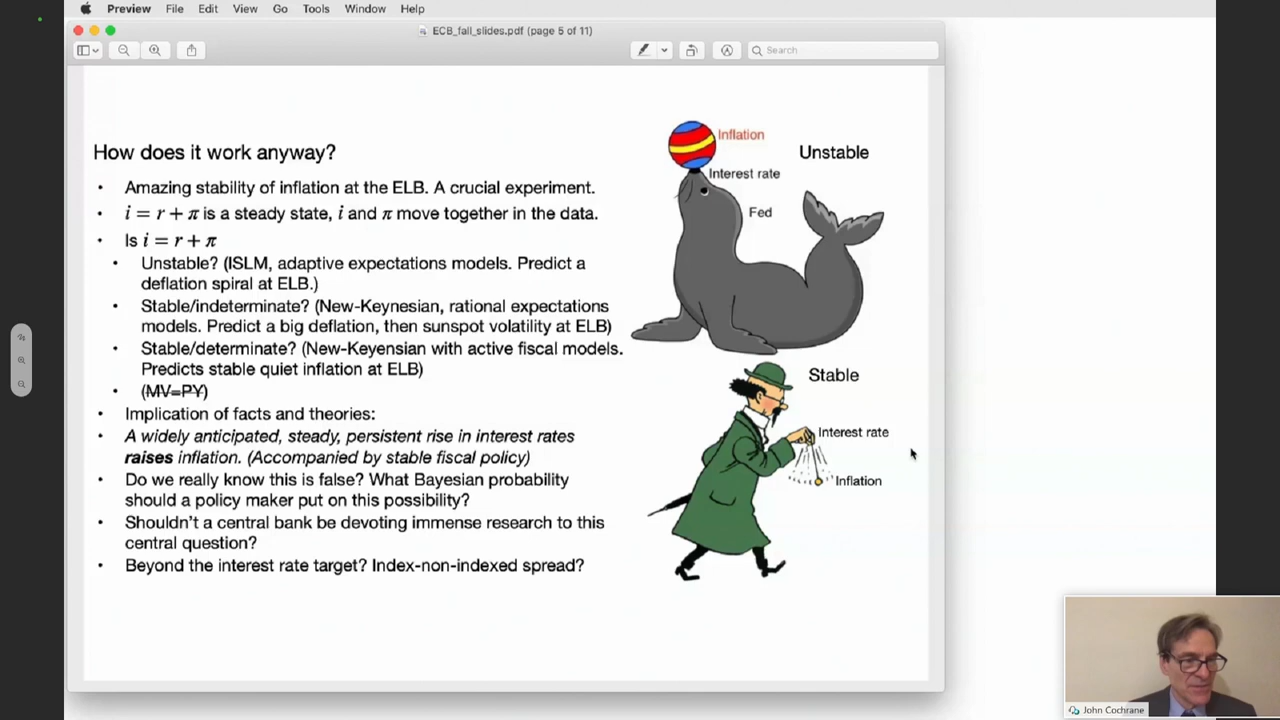 Preview File Edit View Go Tools Window Help
ECB_fall_slides.pdf (page 5 of 11)
Search
How does it work anyway?
• Amazing stability of inflation at the ELB. A crucial experiment.
• i = r + π is a steady state, i and π move together in the data.
• Is i = r + π
• Unstable? (ISLM, adaptive expectations models. Predict a
deflation spiral at ELB.)
• Stable/indeterminate? (New-Keynesian, rational expectations
models. Predict a big deflation, then sunspot volatility at ELB)
• Stable/determinate? (New-Keyensian with active fiscal models.
Predicts stable quiet inflation at ELB)
• (MV=PY)
• Implication of facts and theories:
• A widely anticipated, steady, persistent rise in interest rates
raises inflation. (Accompanied by stable fiscal policy)
• Do we really know this is false? What Bayesian probability
should a policy maker put on this possibility?
• Shouldn't a central bank be devoting immense research to this
central question?
• Beyond the interest rate target? Index-non-indexed spread?
Inflation
Unstable
Interest rate
Fed
Stable
Interest rate
Inflation
John Cochrane